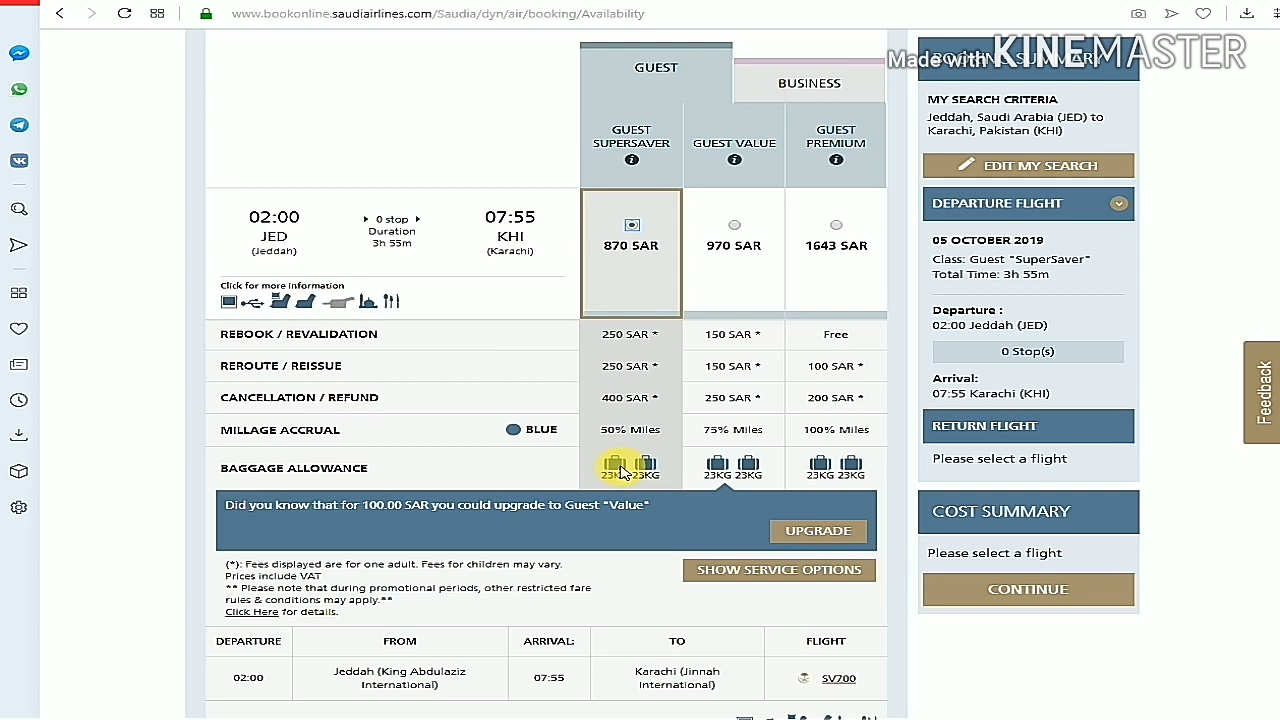 www.bookonline.saudiairlines.com/Saudia/dyn/air/booking/Availability
Made with KINEMASTER
GUEST
BUSINESS
GUEST SUPERSAVER
GUEST VALUE
GUEST PREMIUM
02:00
JED
(Jeddah)
0 stop
Duration
3h 55m
07:55
KHI
(Karachi)
870 SAR
970 SAR
1643 SAR
Click for more information
REBOOK / REVALIDATION 250 SAR * 150 SAR * Free
REROUTE / REISSUE 250 SAR * 150 SAR * 100 SAR *
CANCELLATION / REFUND 400 SAR * 250 SAR * 200 SAR *
MILLAGE ACCRUAL BLUE 50% Miles 75% Miles 100% Miles
BAGGAGE ALLOWANCE 23KG 23KG 23KG 23KG 23KG 23KG
Did you know that for 100.00 SAR you could upgrade to Guest "Value"
UPGRADE
(*): Fees displayed are for one adult. Fees for children may vary.
Prices include VAT
** Please note that during promotional periods, other restricted fare
rules & conditions may apply.**
Click Here for details.
SHOW SERVICE OPTIONS
DEPARTURE FROM ARRIVAL: TO FLIGHT
02:00 Jeddah (King Abdulaziz International) 07:55 Karachi (Jinnah International) SV700
BOOKING SUMMARY
MY SEARCH CRITERIA
Jeddah, Saudi Arabia (JED) to
Karachi, Pakistan (KHI)
EDIT MY SEARCH
DEPARTURE FLIGHT
05 OCTOBER 2019
Class: Guest "SuperSaver"
Total Time: 3h 55m
Departure :
02:00 Jeddah (JED)
0 Stop(s)
Arrival:
07:55 Karachi (KHI)
RETURN FLIGHT
Please select a flight
COST SUMMARY
Please select a flight
CONTINUE
Feedback